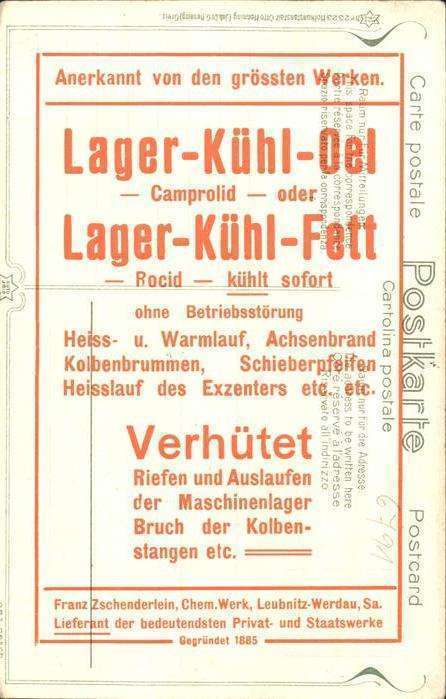 Anerkannt von den grössten Werken.
Lager-Kühl-Oel
— Camprolid — oder
Lager-Kühl-Fett
— Rocid — kühlt sofort
ohne Betriebsstörung
Heiss- u. Warmlauf, Achsenbrand
Kolbenbrummen, Schieberpfeifen
Heisslauf des Exzenters etc. etc.
Verhütet
Riefen und Auslaufen
der Maschinenlager
Bruch der Kolben-
stangen etc.
Franz Zschenderlein, Chem.Werk, Leubnitz-Werdau, Sa.
Lieferant der bedeutendsten Privat- und Staatswerke
Gegründet 1885
Carte postale
Postkarte
Cartolina postale
Postcard